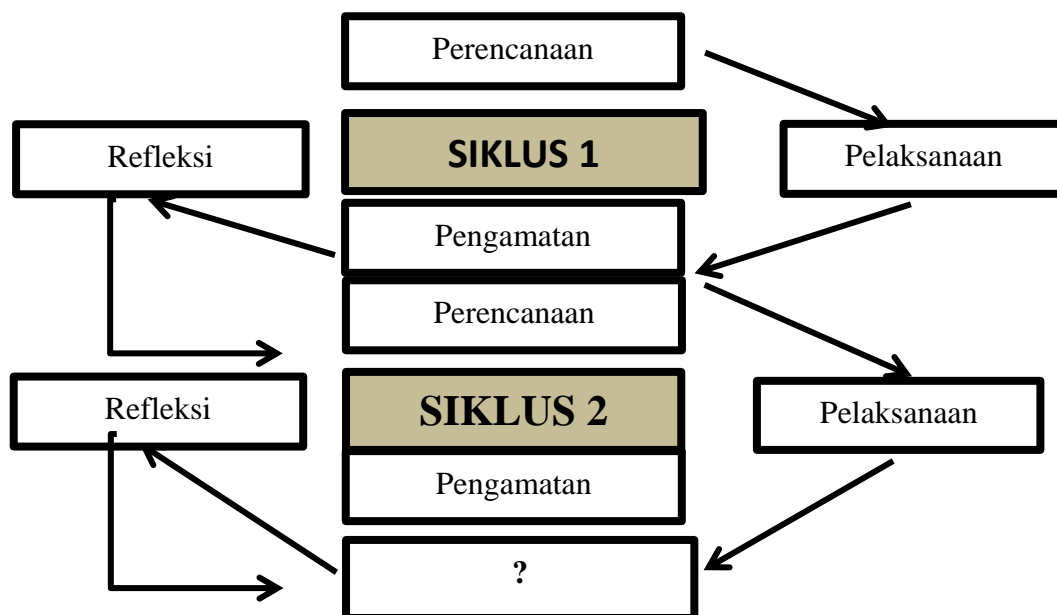 Perencanaan
Refleksi
SIKLUS 1
Pelaksanaan
Pengamatan
Perencanaan
Refleksi
SIKLUS 2
Pelaksanaan
Pengamatan
?